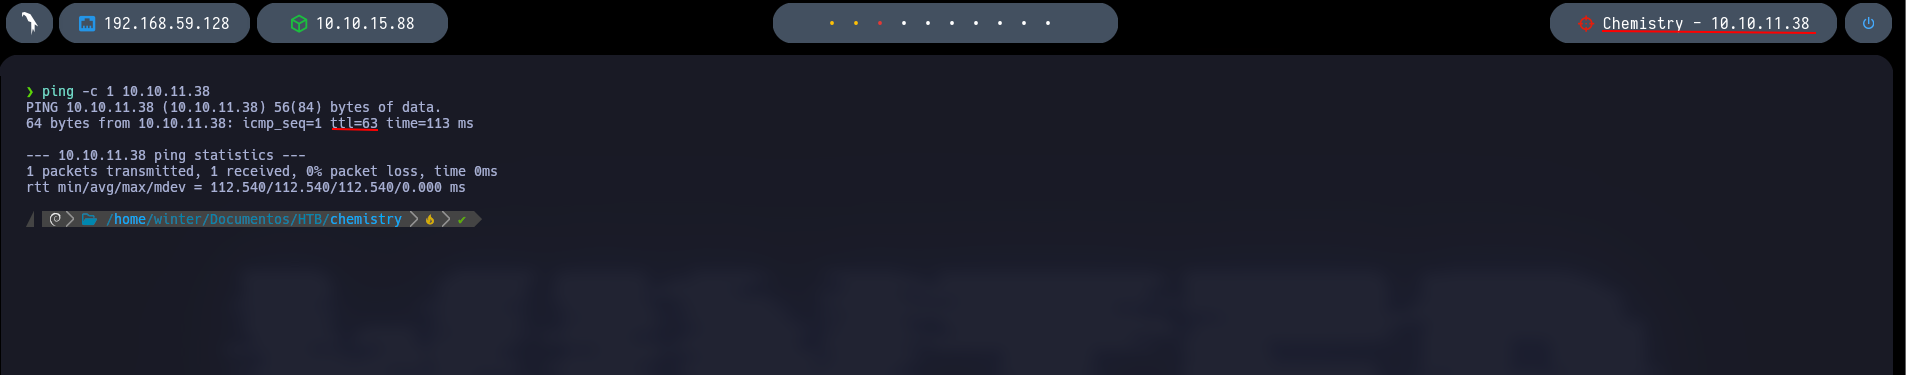 192.168.59.128
10.10.15.88
Chemistry - 10.10.11.38
❯ ping -c 1 10.10.11.38
PING 10.10.11.38 (10.10.11.38) 56(84) bytes of data.
64 bytes from 10.10.11.38: icmp_seq=1 ttl=63 time=113 ms
--- 10.10.11.38 ping statistics ---
1 packets transmitted, 1 received, 0% packet loss, time 0ms
rtt min/avg/max/mdev = 112.540/112.540/112.540/0.000 ms
/home/winter/Documentos/HTB/chemistry